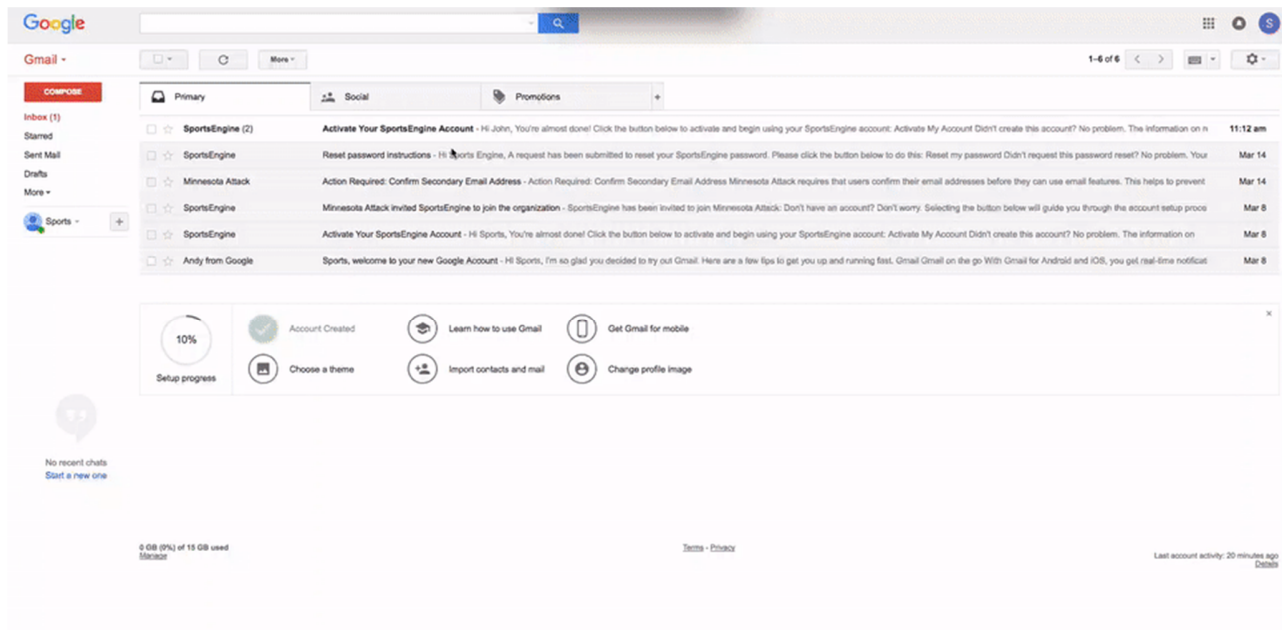 Google
S
Gmail
More
1–6 of 6
COMPOSE
Primary
Social
Promotions
+
Inbox (1)
Starred
Sent Mail
Drafts
More
Sports
+
SportsEngine (2) Activate Your SportsEngine Account - Hi John, You're almost done! Click the button below to activate and begin using your SportsEngine account: Activate My Account Didn't create this account? No problem. The information on n 11:12 am
SportsEngine Reset password instructions - Hi Sports Engine, A request has been submitted to reset your SportsEngine password. Please click the button below to do this: Reset my password Didn't request this password reset? No problem. Your Mar 14
Minnesota Attack Action Required: Confirm Secondary Email Address - Action Required: Confirm Secondary Email Address Minnesota Attack requires that users confirm their email addresses before they can use email features. This helps to prevent Mar 14
SportsEngine Minnesota Attack invited SportsEngine to join the organization - SportsEngine has been invited to join Minnesota Attack: Don't have an account? Don't worry. Selecting the button below will guide you through the account setup proce Mar 8
SportsEngine Activate Your SportsEngine Account - Hi Sports, You're almost done! Click the button below to activate and begin using your SportsEngine account: Activate My Account Didn't create this account? No problem. The information on Mar 8
Andy from Google Sports, welcome to your new Google Account - Hi Sports, I'm so glad you decided to try out Gmail. Here are a few tips to get you up and running fast. Gmail Gmail on the go With Gmail for Android and iOS, you get real-time notificat Mar 8
10%
Setup progress
Account Created
Learn how to use Gmail
Get Gmail for mobile
Choose a theme
Import contacts and mail
Change profile image
No recent chats
Start a new one
0 GB (0%) of 15 GB used
Manage
Terms - Privacy
Last account activity: 20 minutes ago
Details